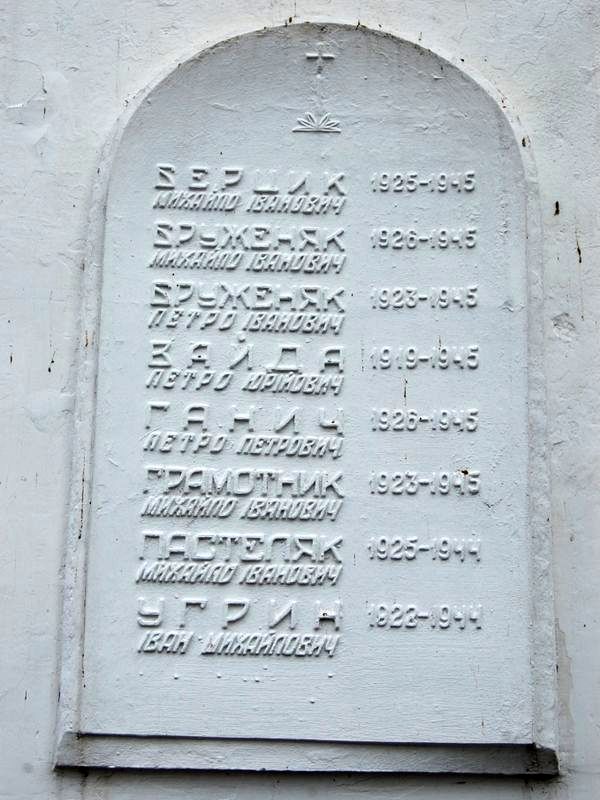 БЕРЦИК 1925-1945
МИХАЙЛО ІВАНОВИЧ
БРУЖЕНЯК 1926-1945
МИХАЙЛО ІВАНОВИЧ
БРУЖЕНЯК 1923-1945
ПЕТРО ІВАНОВИЧ
ЗАЙДА 1919-1945
ПЕТРО ЮРІЙОВИЧ
ГАНИЧ 1926-1945
ПЕТРО ПЕТРОВИЧ
ГРАМОТНИК 1923-1945
МИХАЙЛО ІВАНОВИЧ
ПАСТЕЛЯК 1925-1944
МИХАЙЛО ІВАНОВИЧ
УГРИН 1922-1944
ІВАН МИХАЙЛОВИЧ